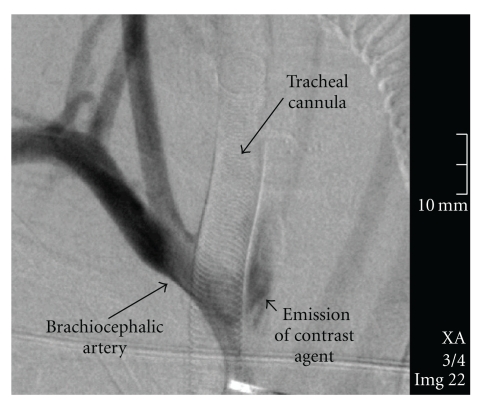 Tracheal
cannula
10 mm
Brachiocephalic
artery
Emission
of contrast
agent
XA
3/4
Img 22